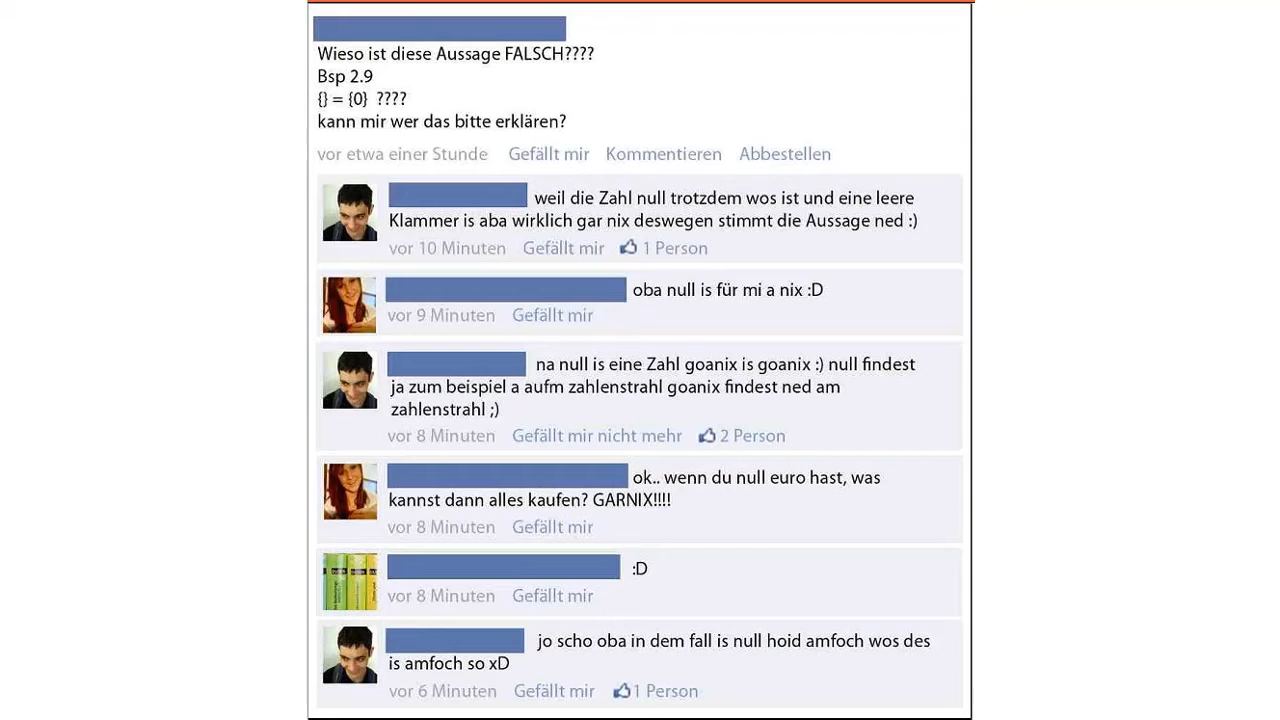 Wieso ist diese Aussage FALSCH????
Bsp 2.9
{} = {0} ????
kann mir wer das bitte erklären?
vor etwa einer Stunde Gefällt mir Kommentieren Abbestellen
weil die Zahl null trotzdem wos ist und eine leere
Klammer is aba wirklich gar nix deswegen stimmt die Aussage ned :)
vor 10 Minuten Gefällt mir 1 Person
oba null is für mi a nix :D
vor 9 Minuten Gefällt mir
na null is eine Zahl goanix is goanix :) null findest
ja zum beispiel a aufm zahlenstrahl goanix findest ned am
zahlenstrahl ;)
vor 8 Minuten Gefällt mir nicht mehr 2 Person
ok.. wenn du null euro hast, was
kannst dann alles kaufen? GARNIX!!!!
vor 8 Minuten Gefällt mir
:D
vor 8 Minuten Gefällt mir
jo scho oba in dem fall is null hoid amfoch wos des
is amfoch so xD
vor 6 Minuten Gefällt mir 1 Person